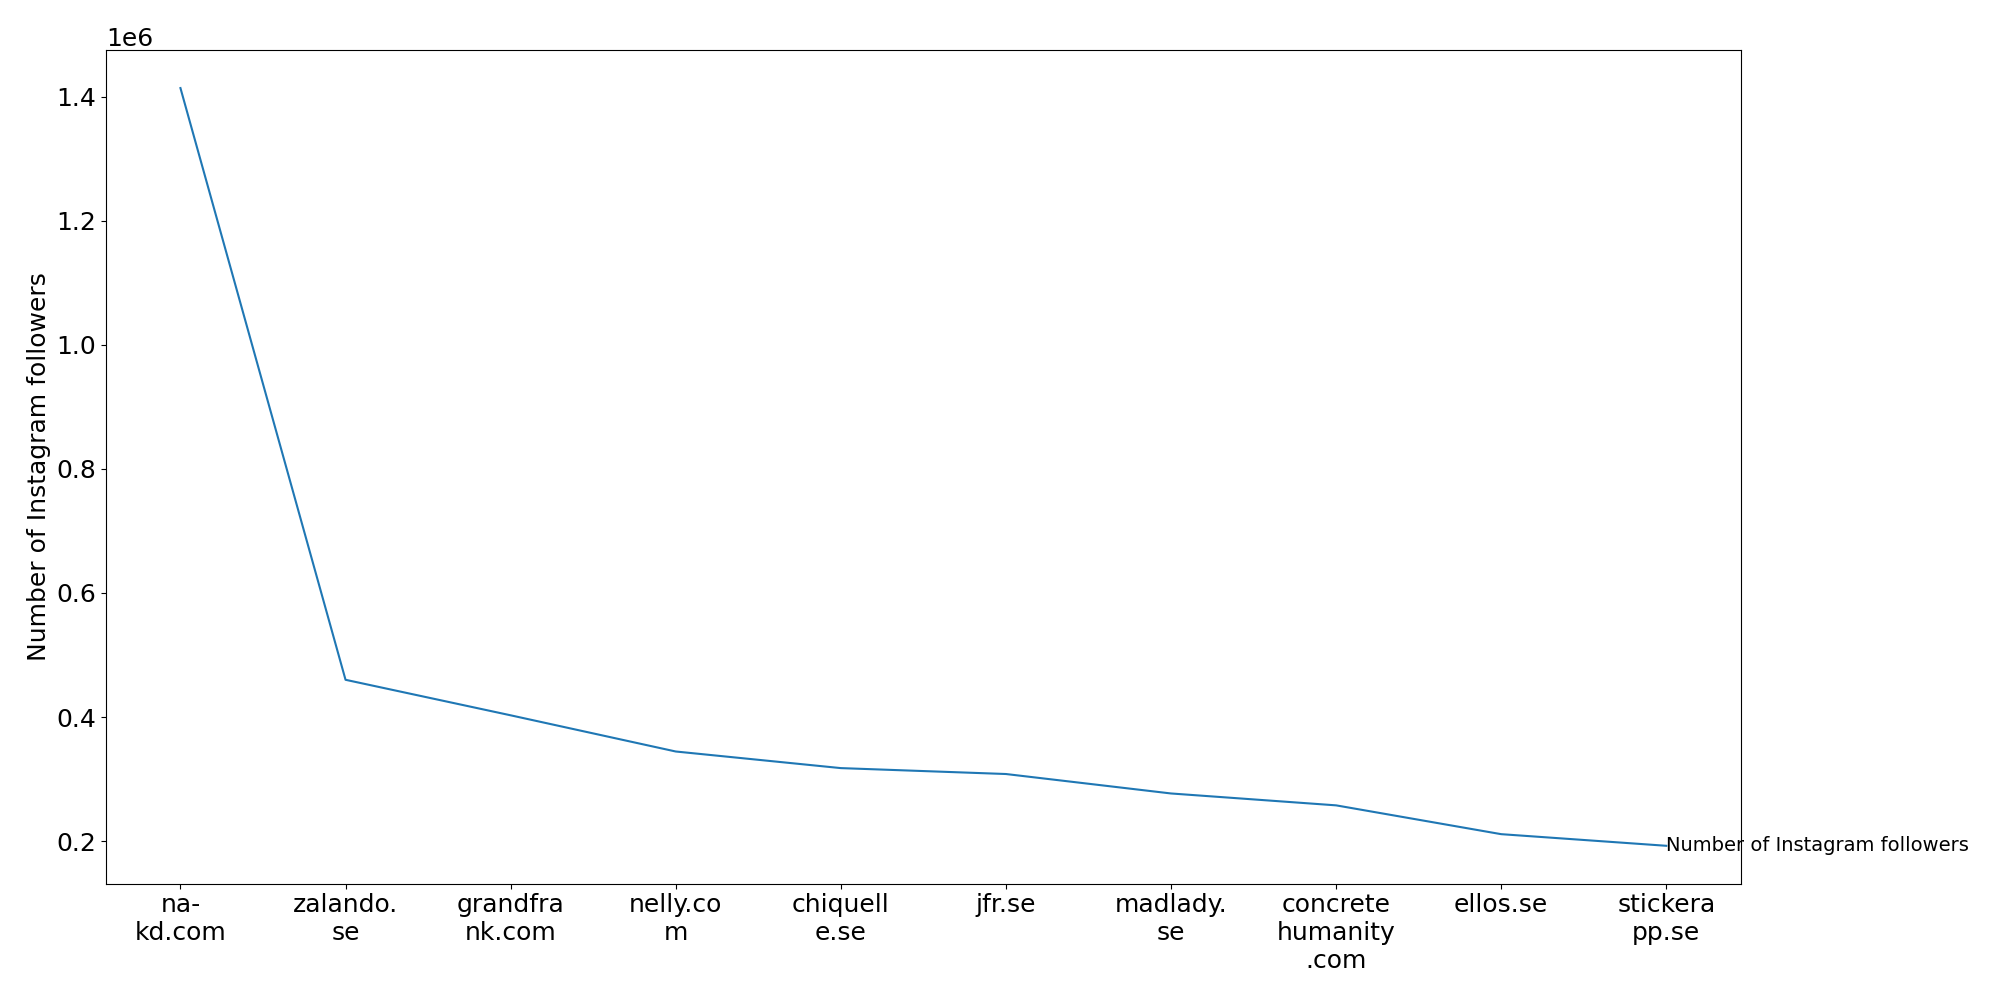 1e6
1.4
1.2
1.0
0.8
0.6
0.4
0.2
Number of Instagram followers
Number of Instagram followers
na-
kd.com
zalando.
se
grandfra
nk.com
nelly.co
m
chiquell
e.se
jfr.se
madlady.
se
concrete
humanity
.com
ellos.se
stickera
pp.se